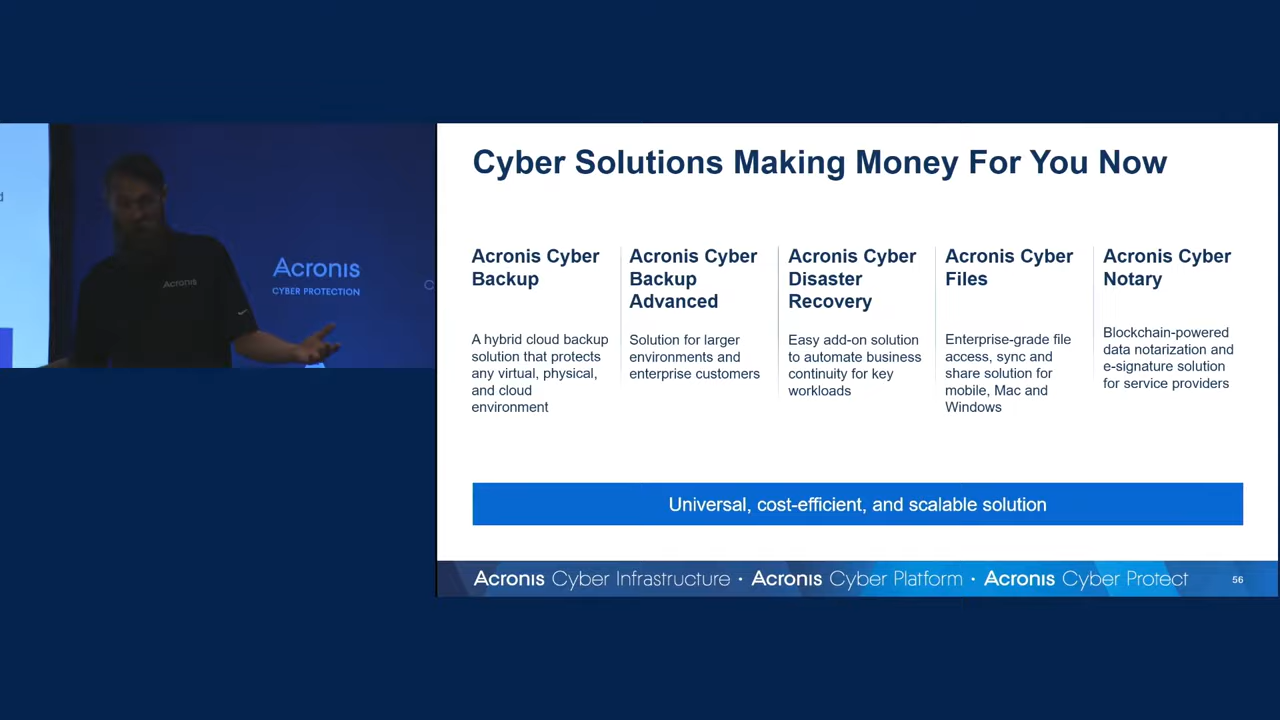 d
Acronis
Acronis
CYBER PROTECTION
C
Cyber Solutions Making Money For You Now
Acronis Cyber
Backup
A hybrid cloud backup
solution that protects
any virtual, physical,
and cloud
environment
Acronis Cyber
Backup
Advanced
Solution for larger
environments and
enterprise customers
Acronis Cyber
Disaster
Recovery
Easy add-on solution
to automate business
continuity for key
workloads
Acronis Cyber
Files
Enterprise-grade file
access, sync and
share solution for
mobile, Mac and
Windows
Acronis Cyber
Notary
Blockchain-powered
data notarization and
e-signature solution
for service providers
Universal, cost-efficient, and scalable solution
Acronis Cyber Infrastructure · Acronis Cyber Platform · Acronis Cyber Protect
56